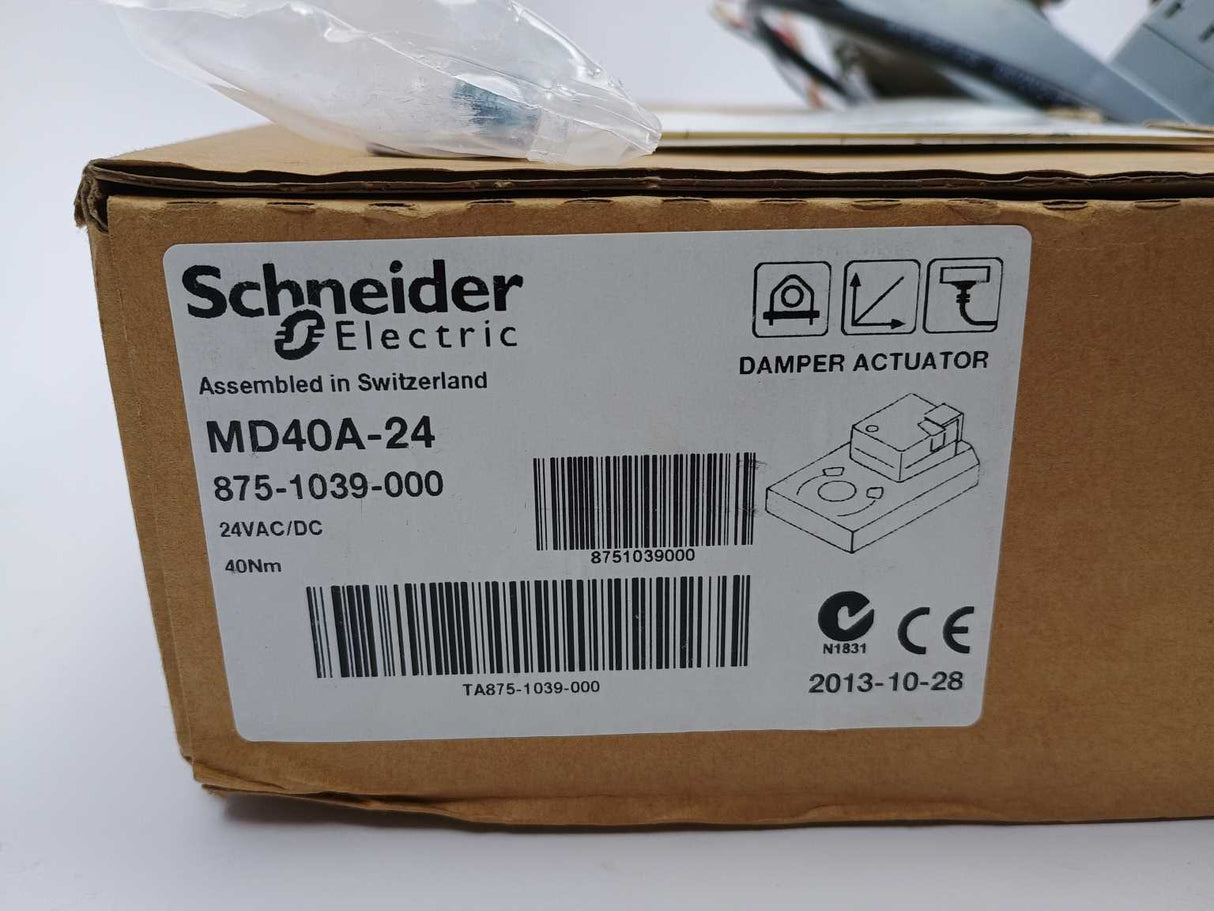 Schneider
Electric
Assembled in Switzerland
MD40A-24
875-1039-000
24VAC/DC
40Nm
8751039000
TA875-1039-000
DAMPER ACTUATOR
N1831
CE
2013-10-28